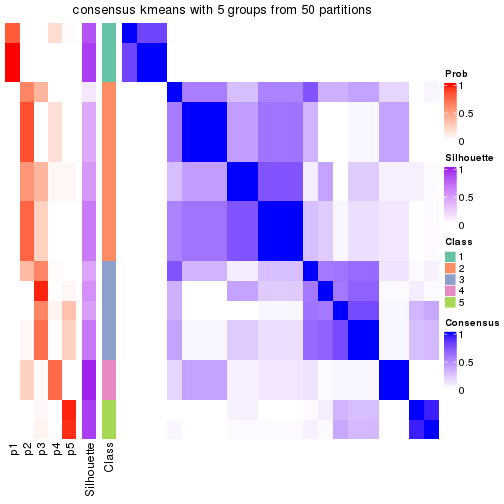 consensus kmeans with 5 groups from 50 partitions
Prob
1
0.5
0
Silhouette
1
0.5
0
Class
1
2
3
4
5
Consensus
1
0.5
0
p1
p2
p3
p4
p5
Silhouette
Class